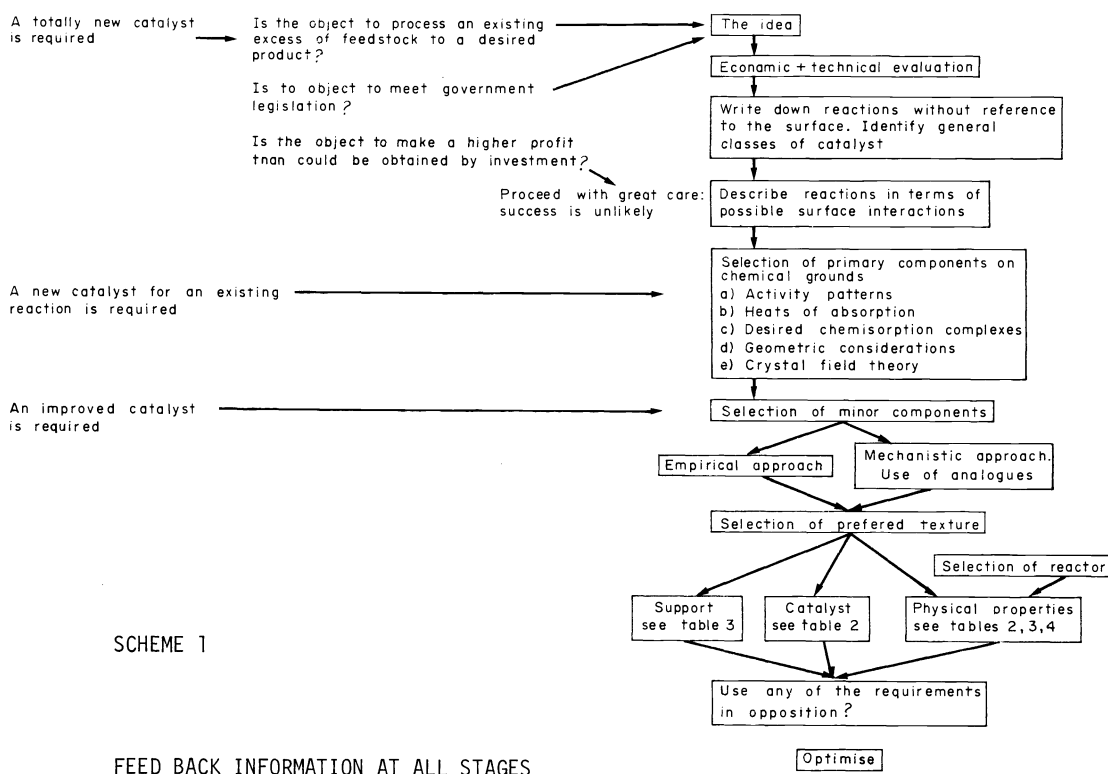 A totally new catalyst
is required
Is the object to process an existing
excess of feedstock to a desired
product?
Is to object to meet government
legislation?
Is the object to make a higher profit
tnan could be obtained by investment?
Proceed with great care:
success is unlikely
The idea
Economic + technical evaluation
Write down reactions without reference
to the surface. Identify general
classes of catalyst
Describe reactions in terms of
possible surface interactions
A new catalyst for an existing
reaction is required
Selection of primary components on
chemical grounds
a) Activity patterns
b) Heats of absorption
c) Desired chemisorption complexes
d) Geometric considerations
e) Crystal field theory
An improved catalyst
is required
Selection of minor components
Empirical approach
Mechanistic approach.
Use of analogues
Selection of prefered texture
Selection of reactor
Support
see table 3
Catalyst
see table 2
Physical properties
see tables 2,3,4
Use any of the requirements
in opposition?
Optimise
SCHEME 1
FEED BACK INFORMATION AT ALL STAGES